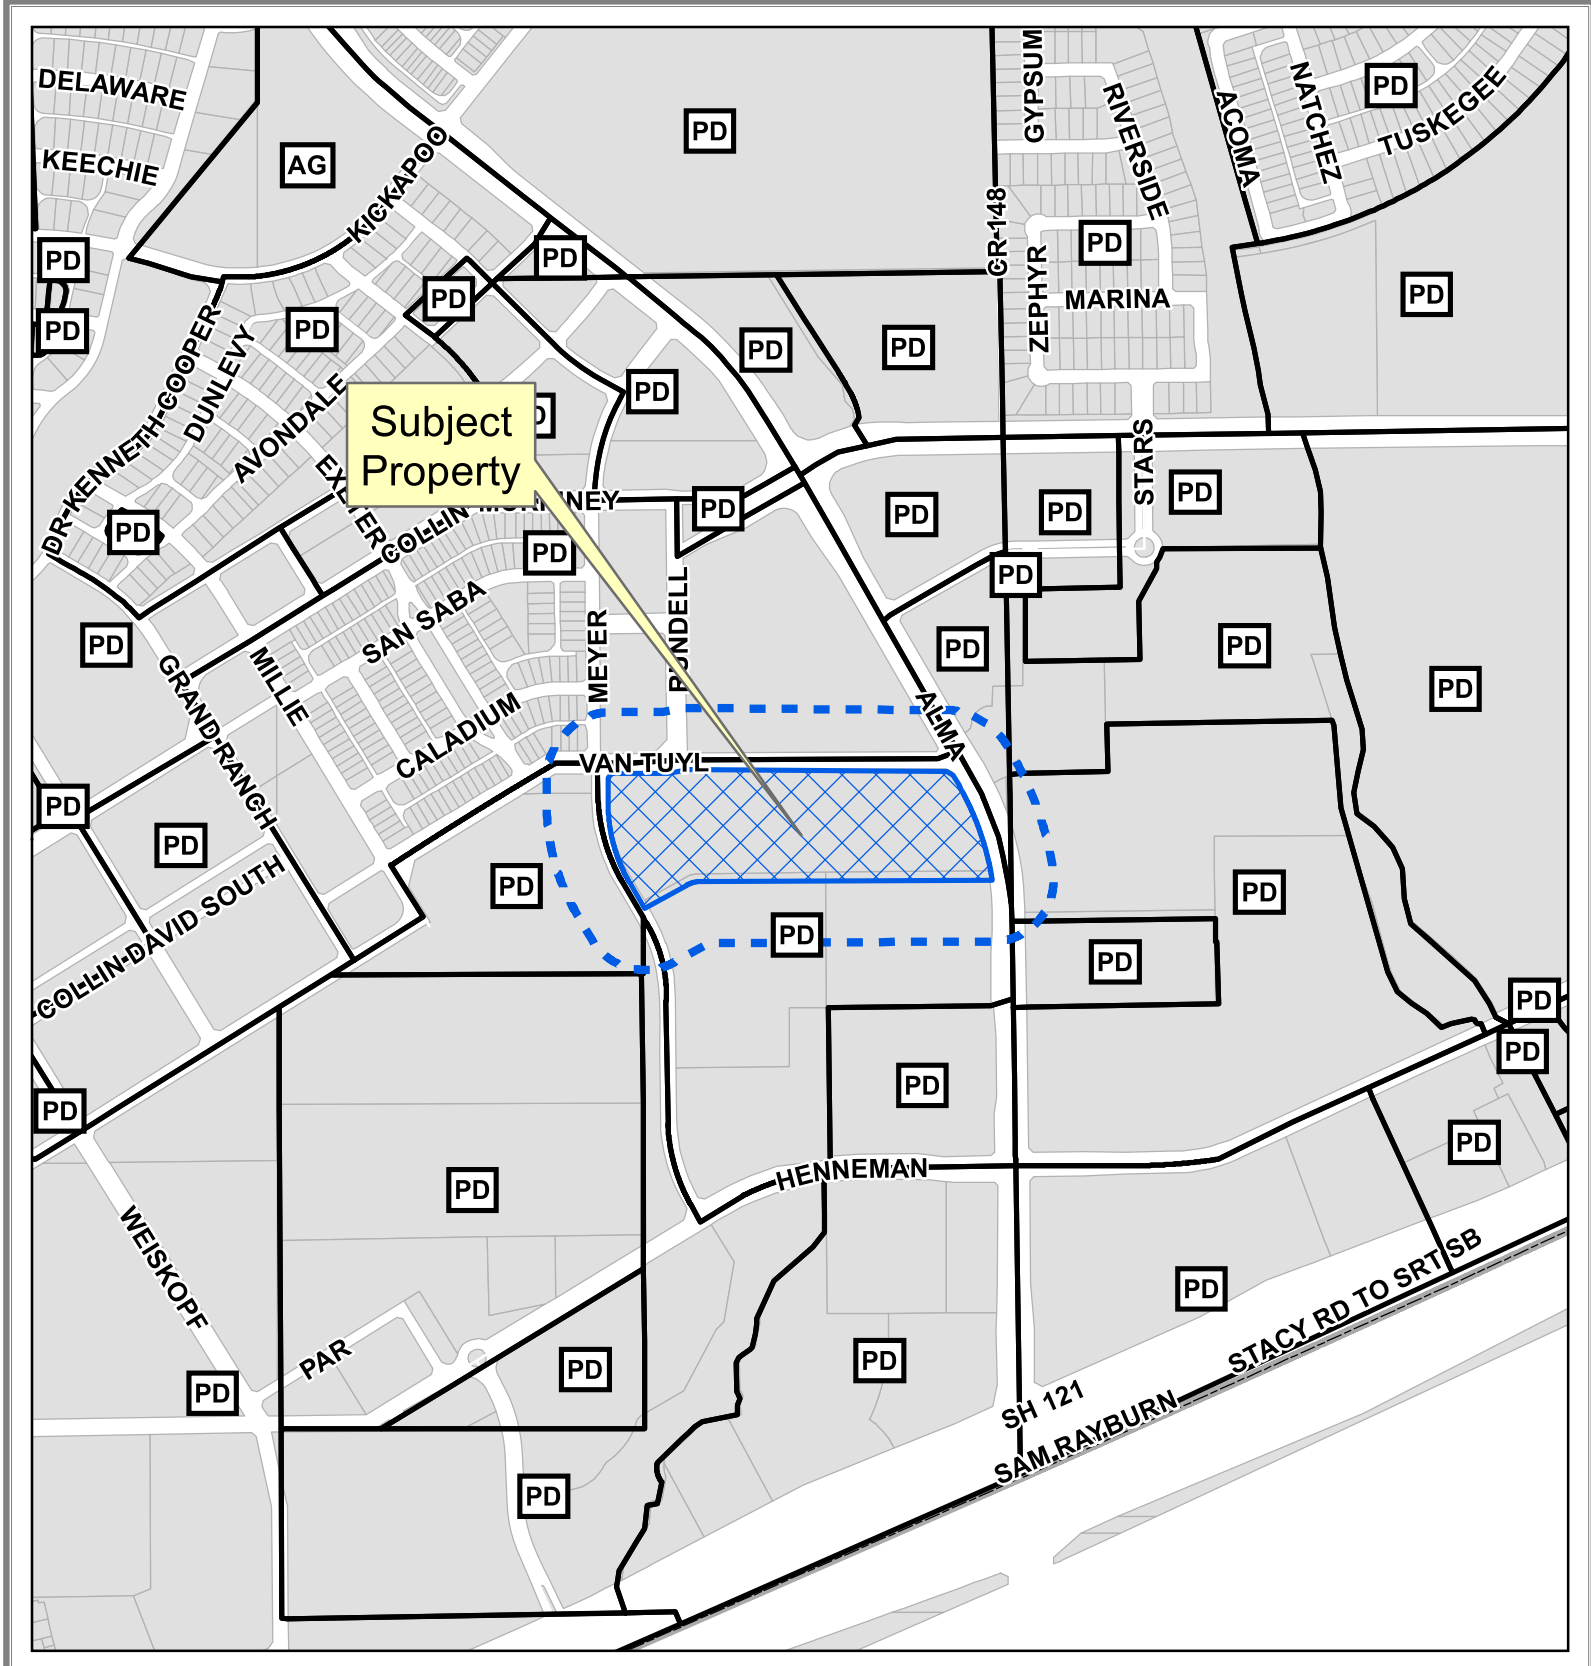 DELAWARE
KEECHIE
AG
KICKAPOO
PD
GYPSUM
RIVERSIDE
ACOMA
NATCHEZ
PD
TUSKEGEE
PD
PD
PD
PD
PD
CR-148
ZEPHYR
PD
MARINA
PD
DR-KENNETH-COOPER
DUNLEVY
AVONDALE
PD
PD
PD
PD
Subject
Property
STARS
PD
PD
PD
PD
PD
COLLIN-MCKINNEY
PD
PD
SAN SABA
MEYER
RUNDELL
PD
PD
PD
PD
GRAND-RANCH
MILLIE
CALADIUM
ALMA
VAN TUYL
PD
PD
COLLIN-DAVID SOUTH
PD
PD
PD
PD
PD
PD
PD
PD
PD
HENNEMAN
PD
WEISKOPF
PAR
PD
PD
PD
PD
STACY RD TO SRT SB
SH 121
SAM RAYBURN
PD